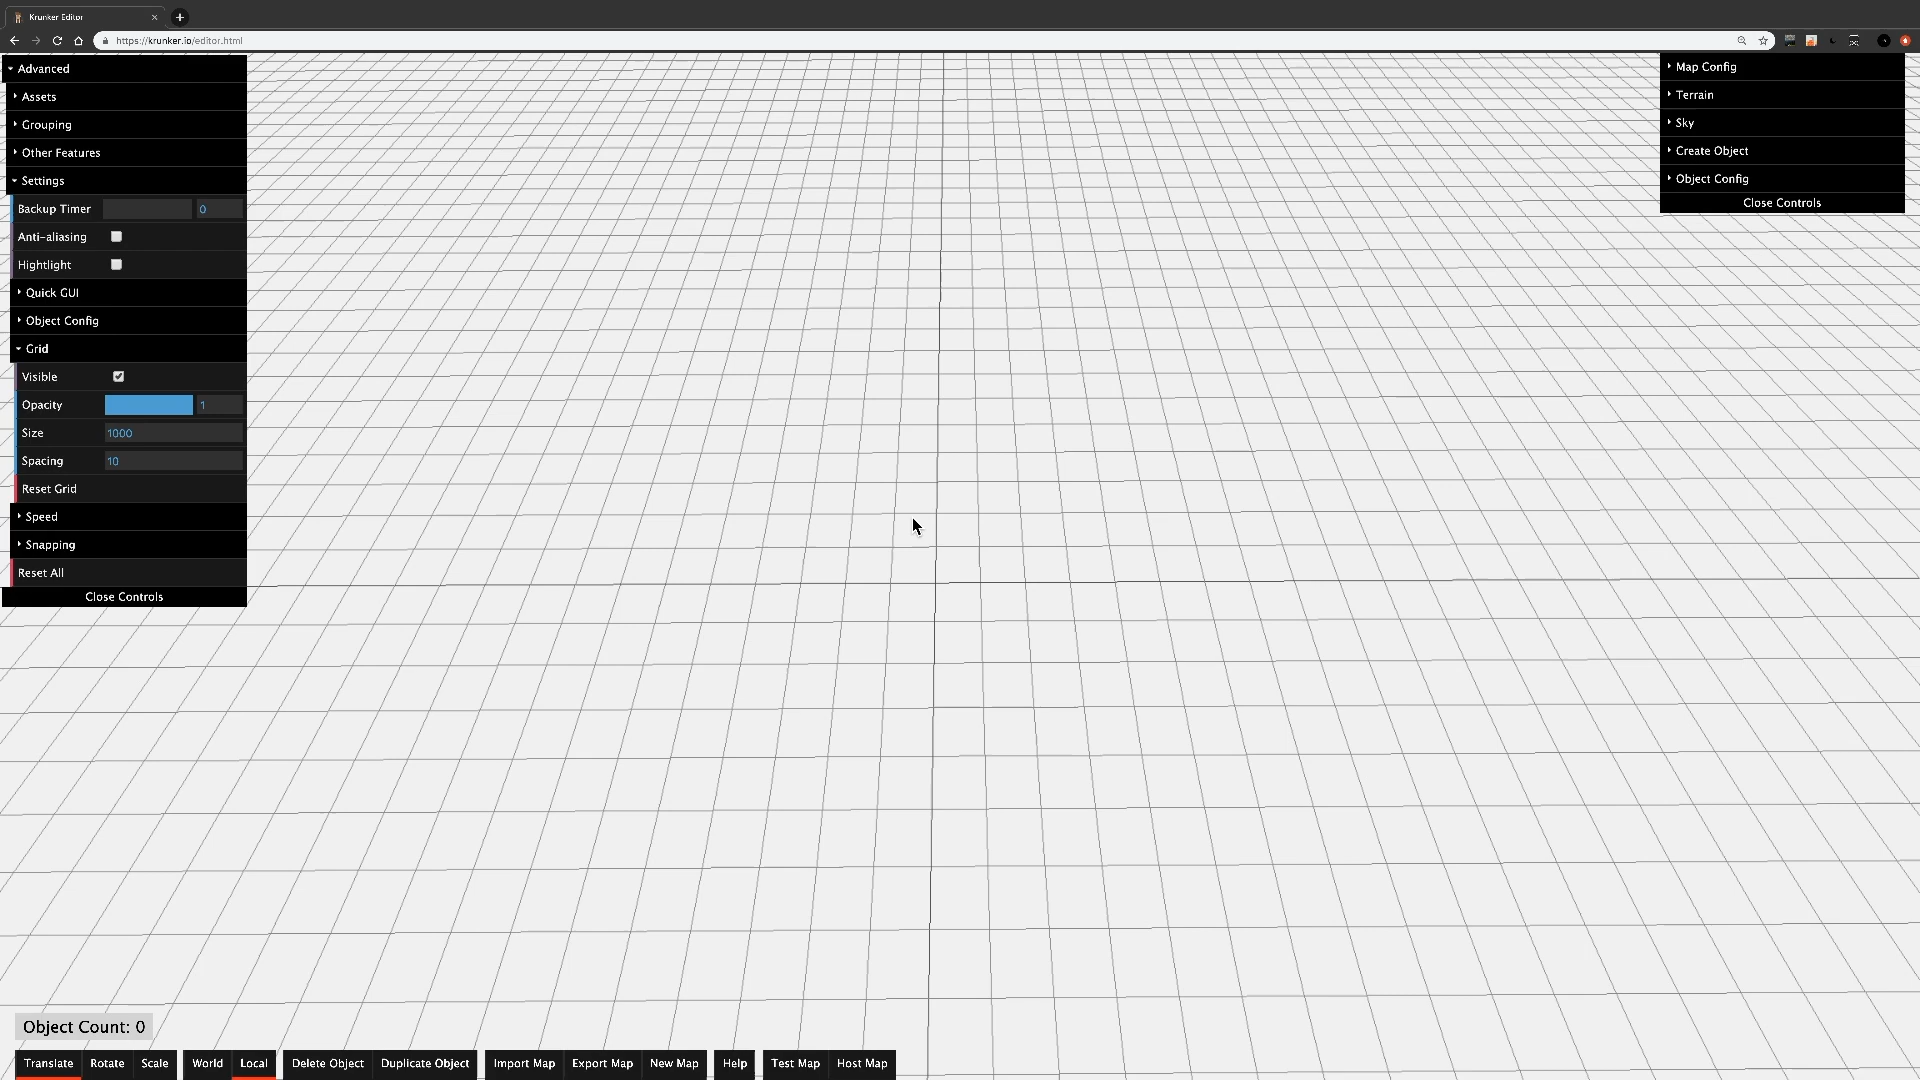 Krunker Editor
https://krunker.io/editor.html
Advanced
Assets
Grouping
Other Features
Settings
Backup Timer 0
Anti-aliasing
Hightlight
Quick GUI
Object Config
Grid
Visible
Opacity 1
Size 1000
Spacing 10
Reset Grid
Speed
Snapping
Reset All
Close Controls
Map Config
Terrain
Sky
Create Object
Object Config
Close Controls
Object Count: 0
Translate Rotate Scale World Local Delete Object Duplicate Object Import Map Export Map New Map Help Test Map Host Map